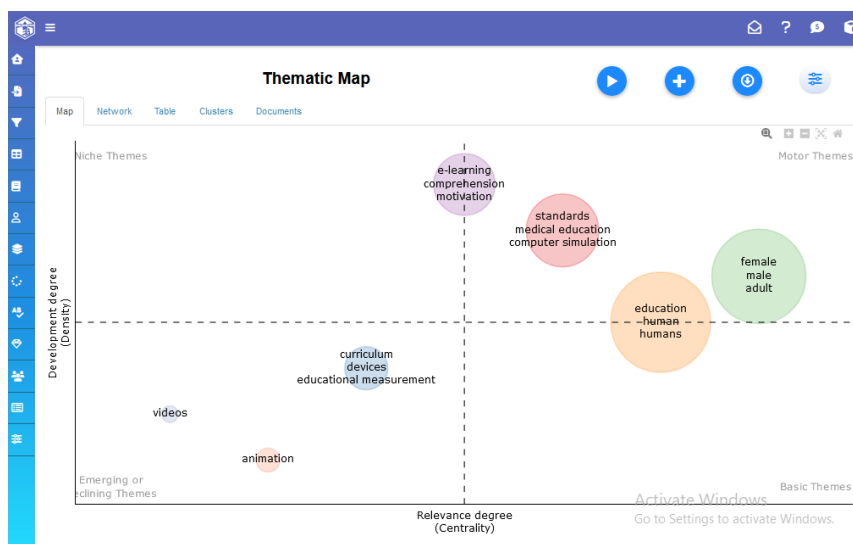 5
Thematic Map
Map
Network
Table
Clusters
Documents
Niche Themes
Motor Themes
e-learning
comprehension
motivation
standards
medical education
computer simulation
female
male
adult
education
human
humans
Development degree
(Density)
curriculum
devices
educational measurement
videos
animation
Emerging or
eclining Themes
Basic Themes
Relevance degree
(Centrality)
Activate Windows
Go to Settings to activate Windows.